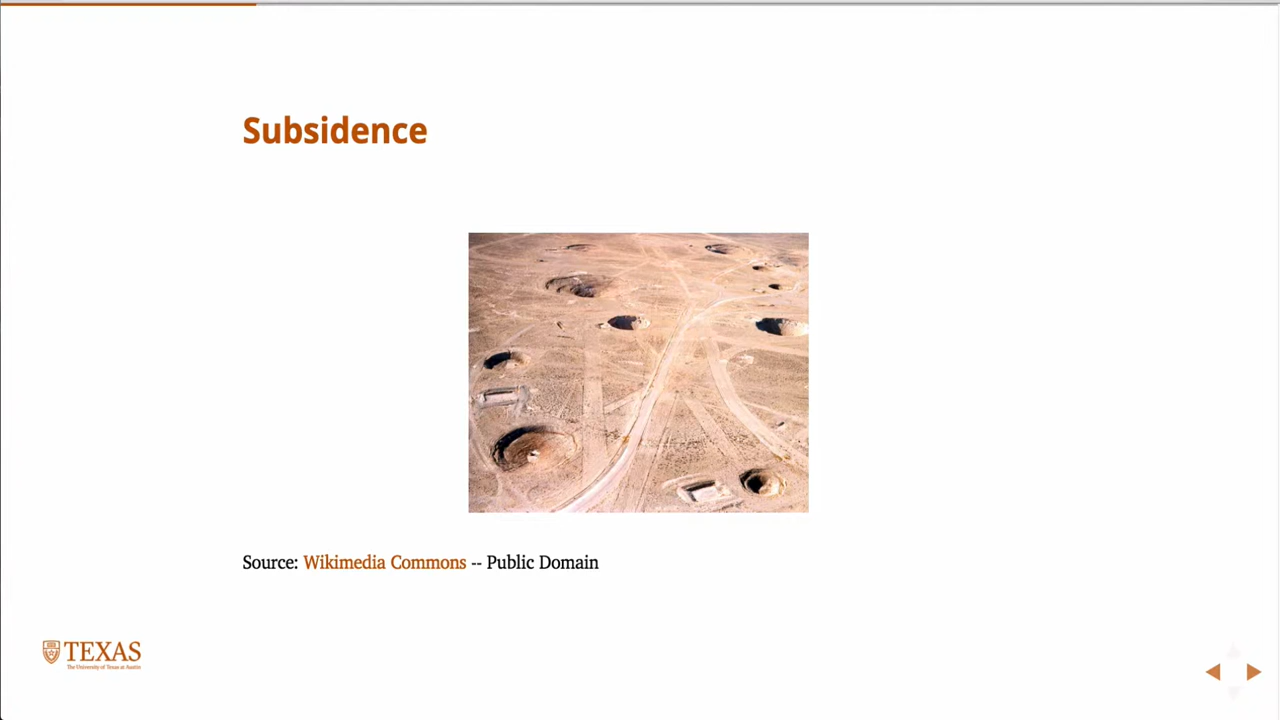 Subsidence
Source: Wikimedia Commons -- Public Domain
TEXAS
The University of Texas at Austin